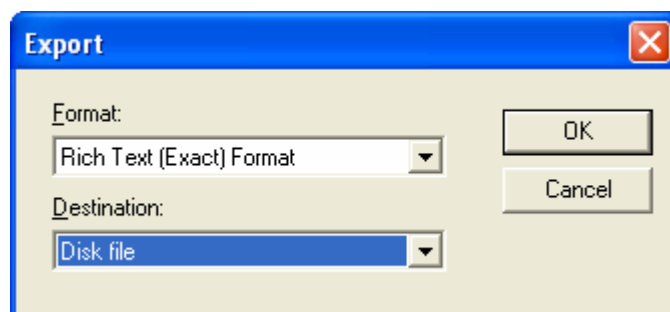 Export
Format:
Rich Text (Exact) Format
OK
Cancel
Destination:
Disk file